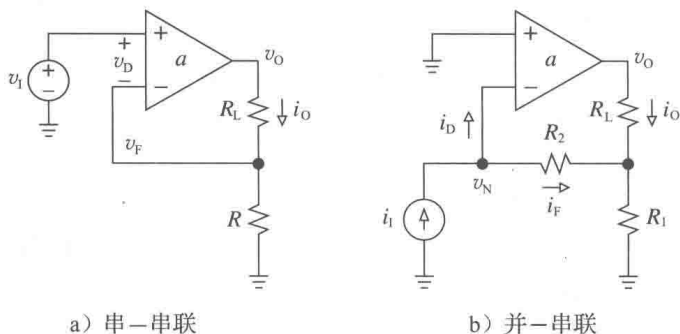 +
−
a
v_O
+
v_D
−
v_I
+
−
R_L
i_O
v_F
R
a）串—串联
+
−
a
v_O
i_D
R_L
i_O
R_2
v_N
i_F
i_I
R_1
b）并—串联